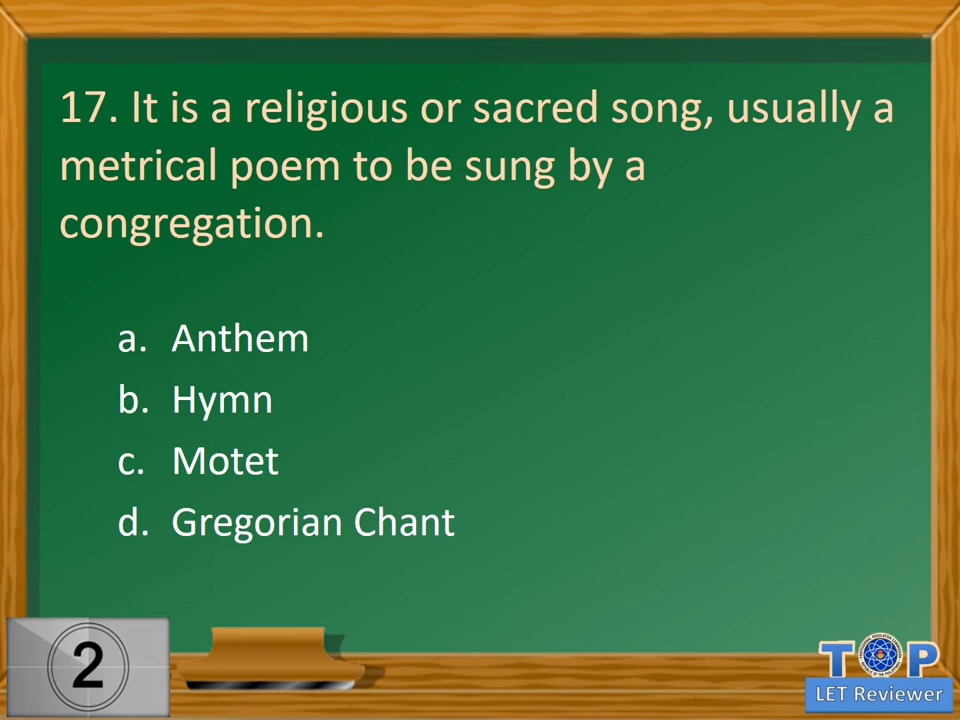 17. It is a religious or sacred song, usually a
metrical poem to be sung by a
congregation.
a. Anthem
b. Hymn
c. Motet
d. Gregorian Chant
2
TOP
LET Reviewer